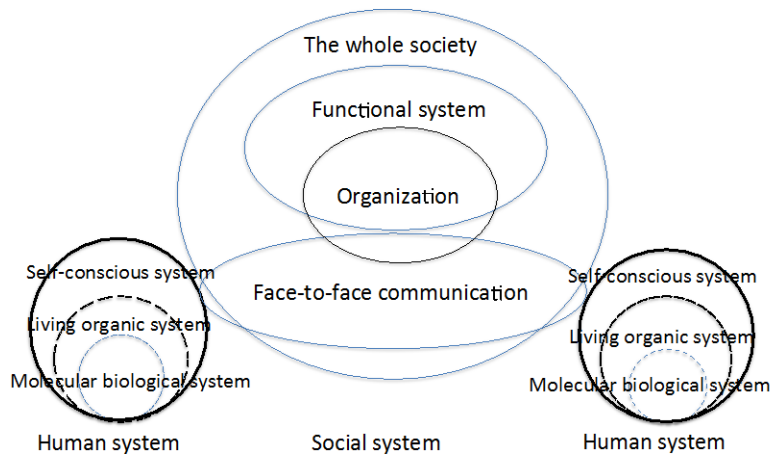 The whole society
Functional system
Organization
Self-conscious system
Self-conscious system
Face-to-face communication
Living organic system
Living organic system
Molecular biological system
Molecular biological system
Human system
Social system
Human system